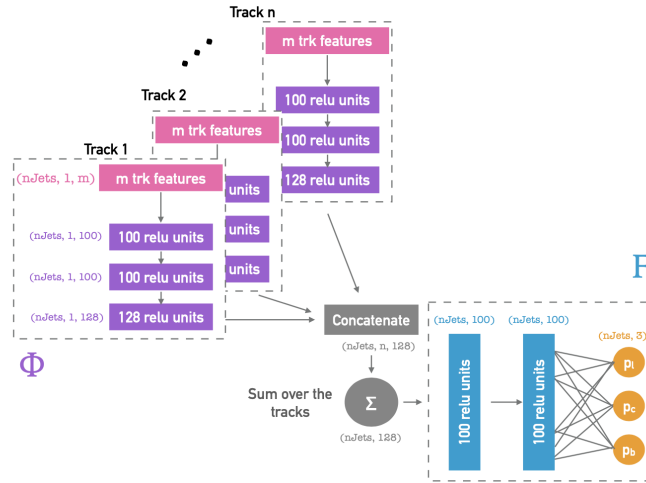 Track n
m trk features
100 relu units
100 relu units
128 relu units
Track 2
m trk features
units
units
units
Track 1
(nJets, 1, m)
m trk features
(nJets, 1, 100)
100 relu units
(nJets, 1, 100)
100 relu units
(nJets, 1, 128)
128 relu units
Φ
Concatenate
(nJets, n, 128)
Sum over the
tracks
Σ
(nJets, 128)
F
(nJets, 100)
(nJets, 100)
(nJets, 3)
100 relu units
100 relu units
pₗ
p꜀
p_b